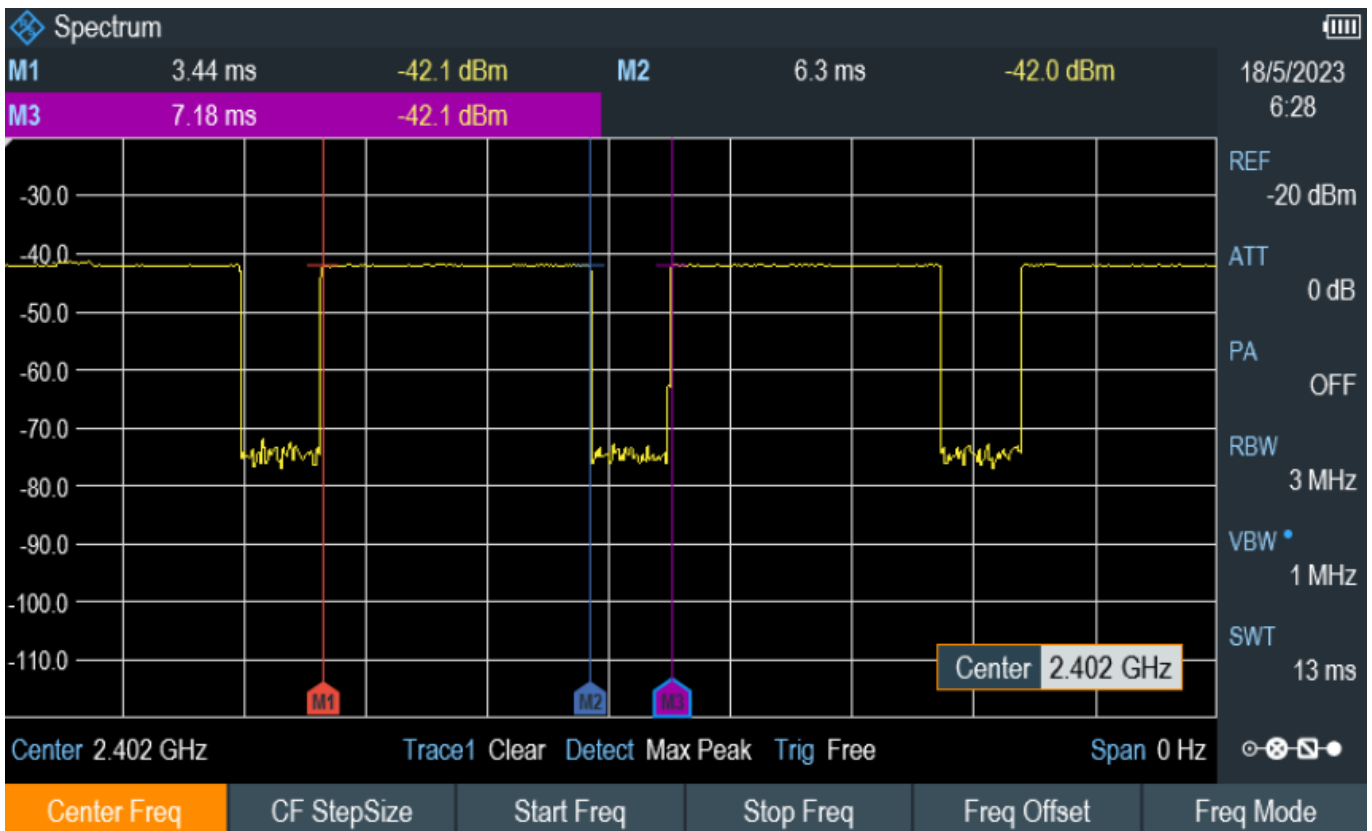 Spectrum
M1 3.44 ms -42.1 dBm M2 6.3 ms -42.0 dBm 18/5/2023
M3 7.18 ms -42.1 dBm 6:28
REF
-30.0 -20 dBm
-40.0 ATT
0 dB
-50.0
PA
-60.0 OFF
-70.0
RBW
-80.0 3 MHz
-90.0 VBW
1 MHz
-100.0
SWT
-110.0 Center 2.402 GHz 13 ms
M1 M2 M3
Center 2.402 GHz Trace1 Clear Detect Max Peak Trig Free Span 0 Hz
Center Freq CF StepSize Start Freq Stop Freq Freq Offset Freq Mode